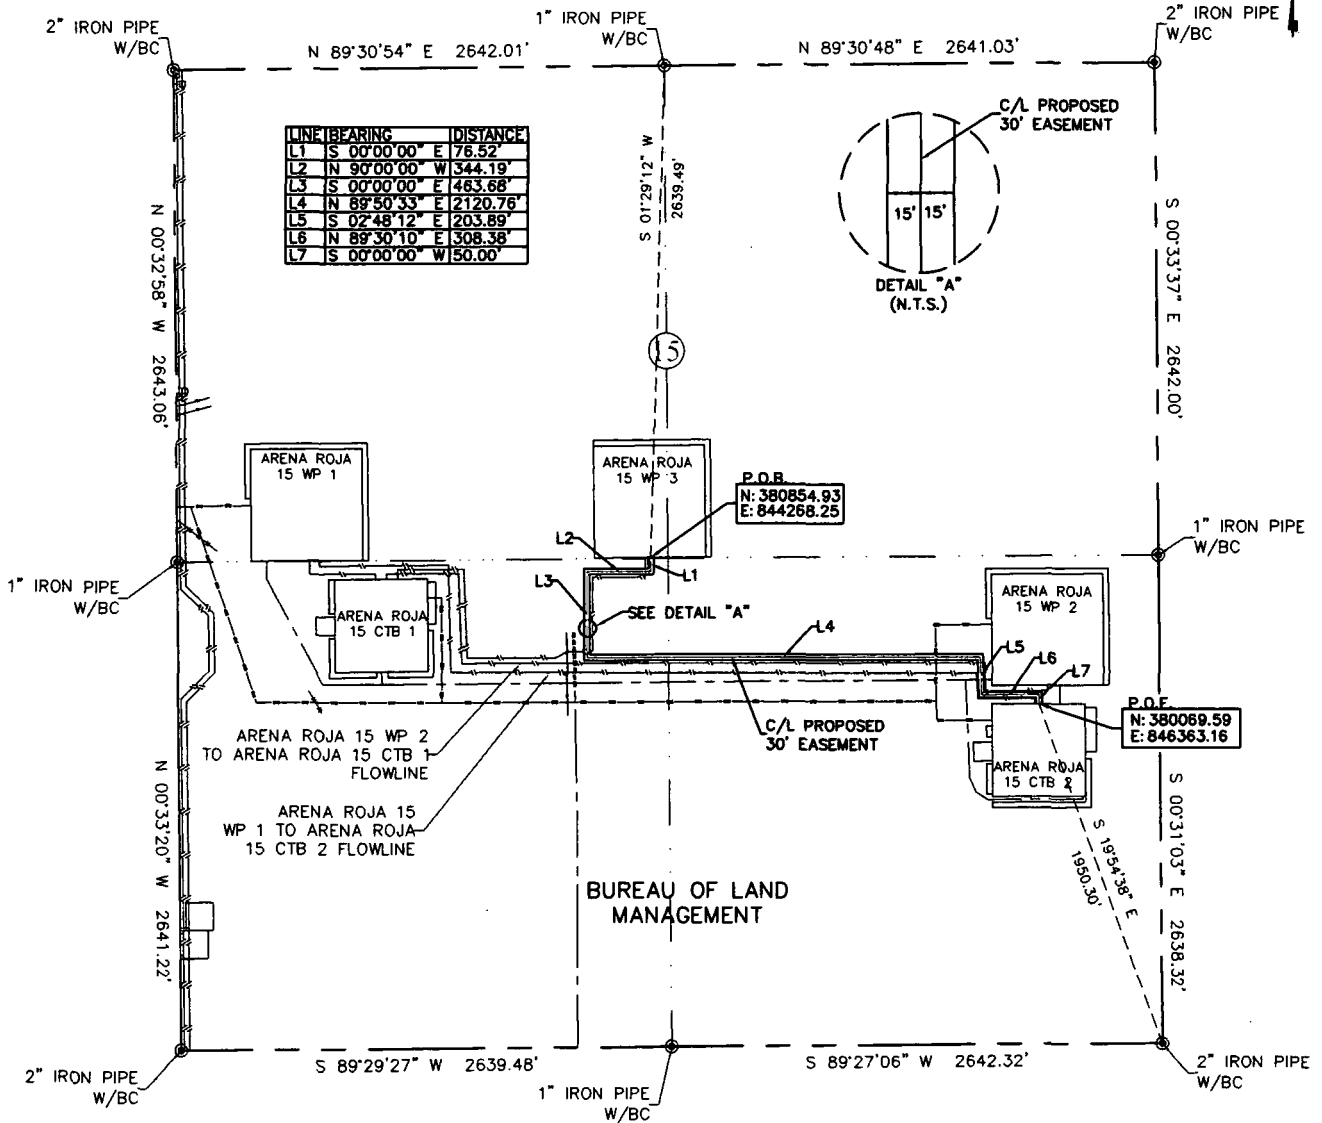 2" IRON PIPE
W/BC
N 89°30'54" E 2642.01'
1" IRON PIPE
W/BC
N 89°30'48" E 2641.03'
2" IRON PIPE
W/BC
LINE BEARING DISTANCE
L1 S 00°00'00" E 76.52'
L2 N 90°00'00" W 344.19'
L3 S 00°00'00" E 463.68'
L4 N 89°50'33" E 2120.76'
L5 S 02°48'12" E 203.89'
L6 N 89°30'10" E 308.38'
L7 S 00°00'00" W 50.00'
S 01°29'12" W
2639.49'
C/L PROPOSED
30' EASEMENT
15' 15'
DETAIL "A"
(N.T.S.)
N 00°32'58" W 2643.06'
S 00°33'37" E 2642.00'
15
ARENA ROJA
15 WP 1
ARENA ROJA
15 WP 3
P.O.B.
N: 380854.93
E: 844268.25
L2
L1
L3
1" IRON PIPE
W/BC
1" IRON PIPE
W/BC
ARENA ROJA
15 CTB 1
SEE DETAIL "A"
ARENA ROJA
15 WP 2
L4
L5
L6
L7
P.O.E.
N: 380069.59
E: 846363.16
C/L PROPOSED
30' EASEMENT
ARENA ROJA
15 CTB 2
ARENA ROJA 15 WP 2
TO ARENA ROJA 15 CTB 1
FLOWLINE
ARENA ROJA 15
WP 1 TO ARENA ROJA
15 CTB 2 FLOWLINE
N 00°33'20" W 2641.22'
S 19°54'38" E
1950.30'
S 00°31'03" E 2638.32'
BUREAU OF LAND
MANAGEMENT
2" IRON PIPE
W/BC
S 89°29'27" W 2639.48'
1" IRON PIPE
W/BC
S 89°27'06" W 2642.32'
2" IRON PIPE
W/BC